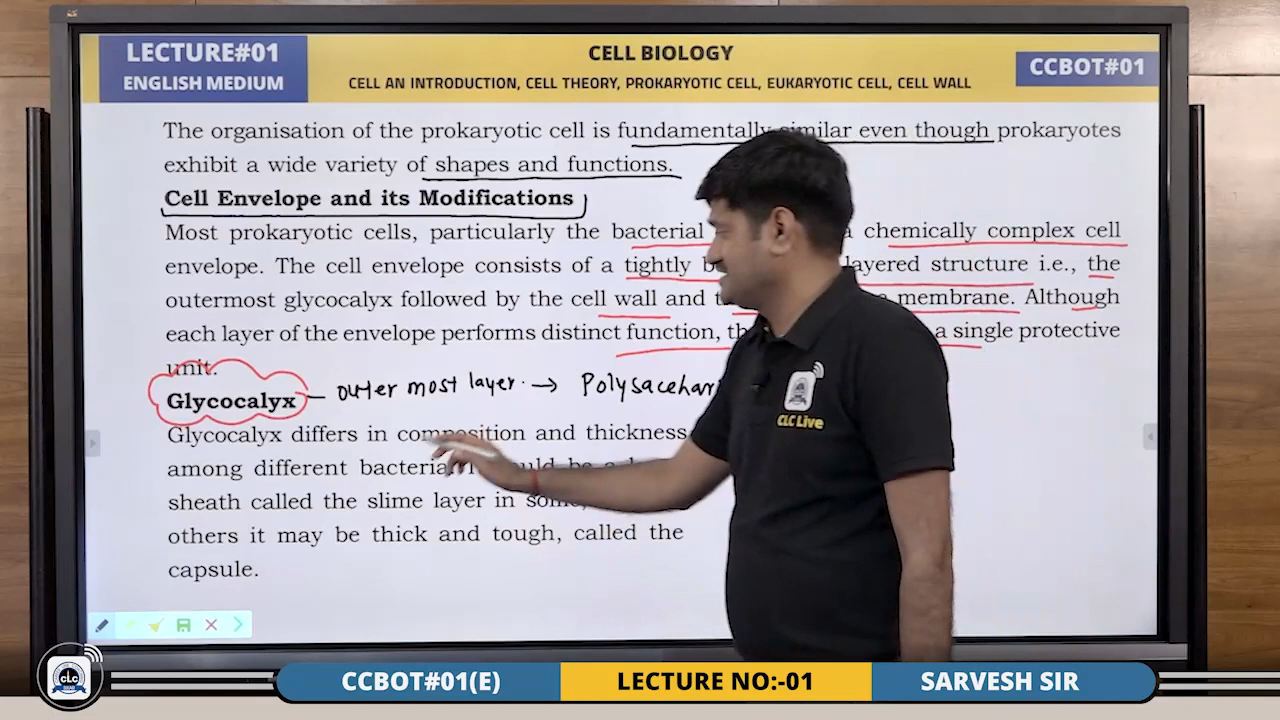 LECTURE#01
ENGLISH MEDIUM
CELL BIOLOGY
CELL AN INTRODUCTION, CELL THEORY, PROKARYOTIC CELL, EUKARYOTIC CELL, CELL WALL
CCBOT#01
The organisation of the prokaryotic cell is fundamentally similar even though prokaryotes
exhibit a wide variety of shapes and functions.
Cell Envelope and its Modifications
Most prokaryotic cells, particularly the bacterial a chemically complex cell
envelope. The cell envelope consists of a tightly layered structure i.e., the
outermost glycocalyx followed by the cell wall and membrane. Although
each layer of the envelope performs distinct function, a single protective
unit.
Glycocalyx – outer most layer. → Polysacchar
Glycocalyx differs in composition and thickness
among different bacteria.
sheath called the slime layer in some,
others it may be thick and tough, called the
capsule.
CLC Live
CLC
SIKAR
CCBOT#01(E)
LECTURE NO:-01
SARVESH SIR